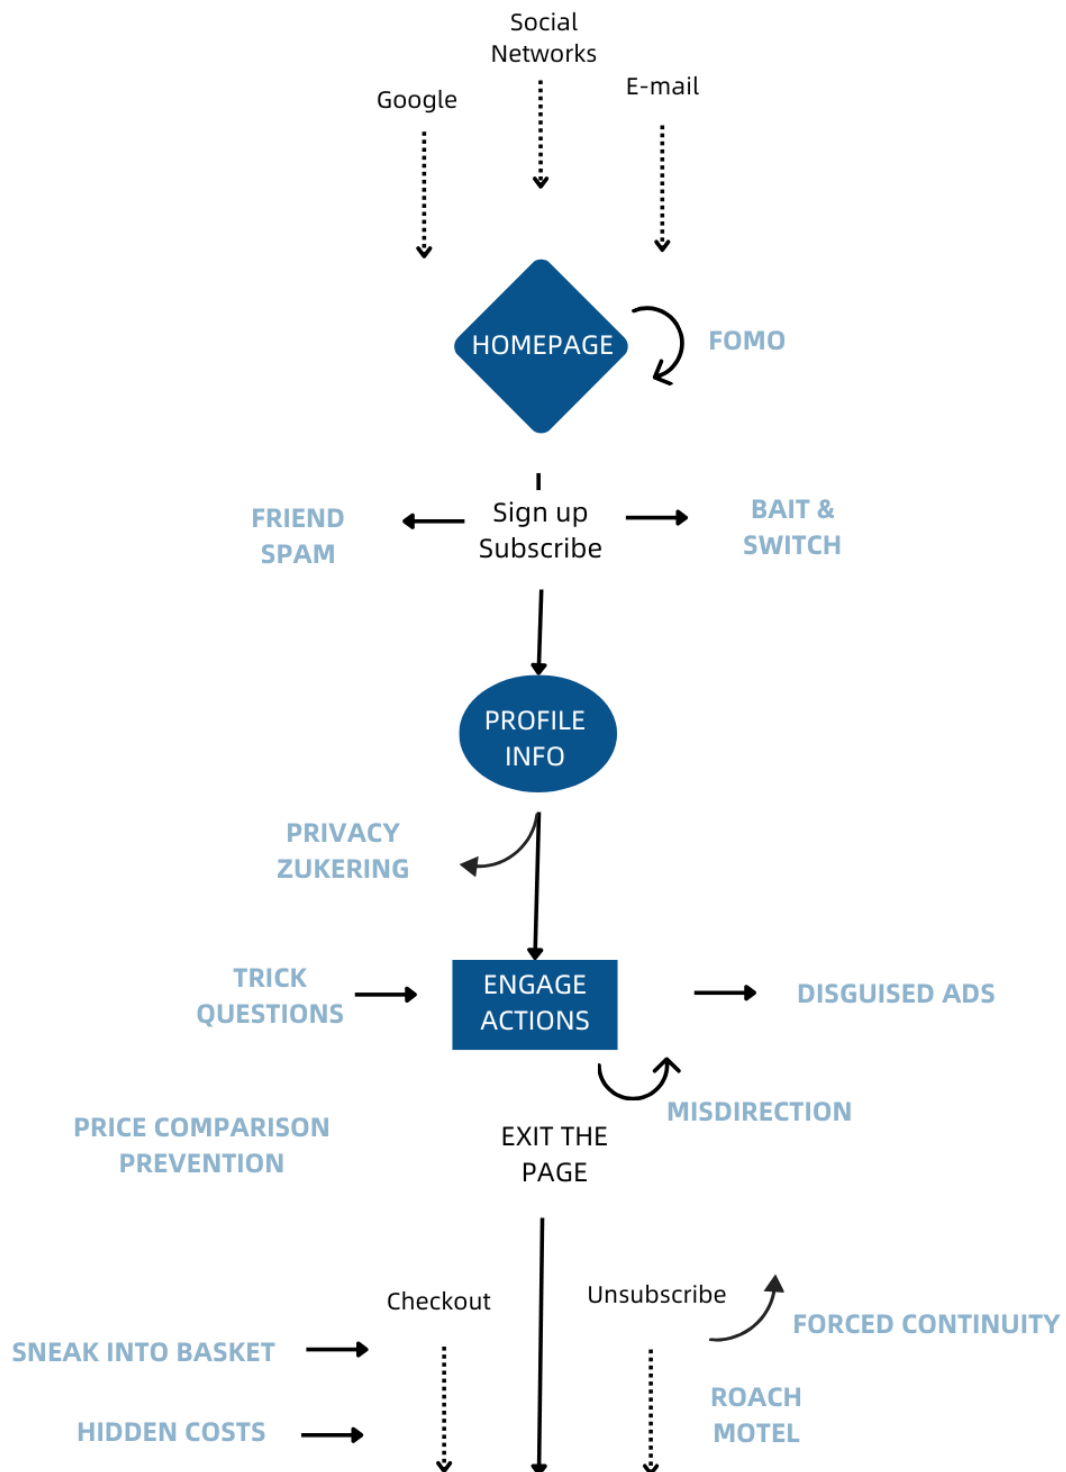 Social
Networks
E-mail
Google
HOMEPAGE
FOMO
FRIEND
SPAM
Sign up
Subscribe
BAIT &
SWITCH
PROFILE
INFO
PRIVACY
ZUKERING
TRICK
QUESTIONS
ENGAGE
ACTIONS
DISGUISED ADS
MISDIRECTION
PRICE COMPARISON
PREVENTION
EXIT THE
PAGE
Checkout
Unsubscribe
FORCED CONTINUITY
SNEAK INTO BASKET
ROACH
MOTEL
HIDDEN COSTS